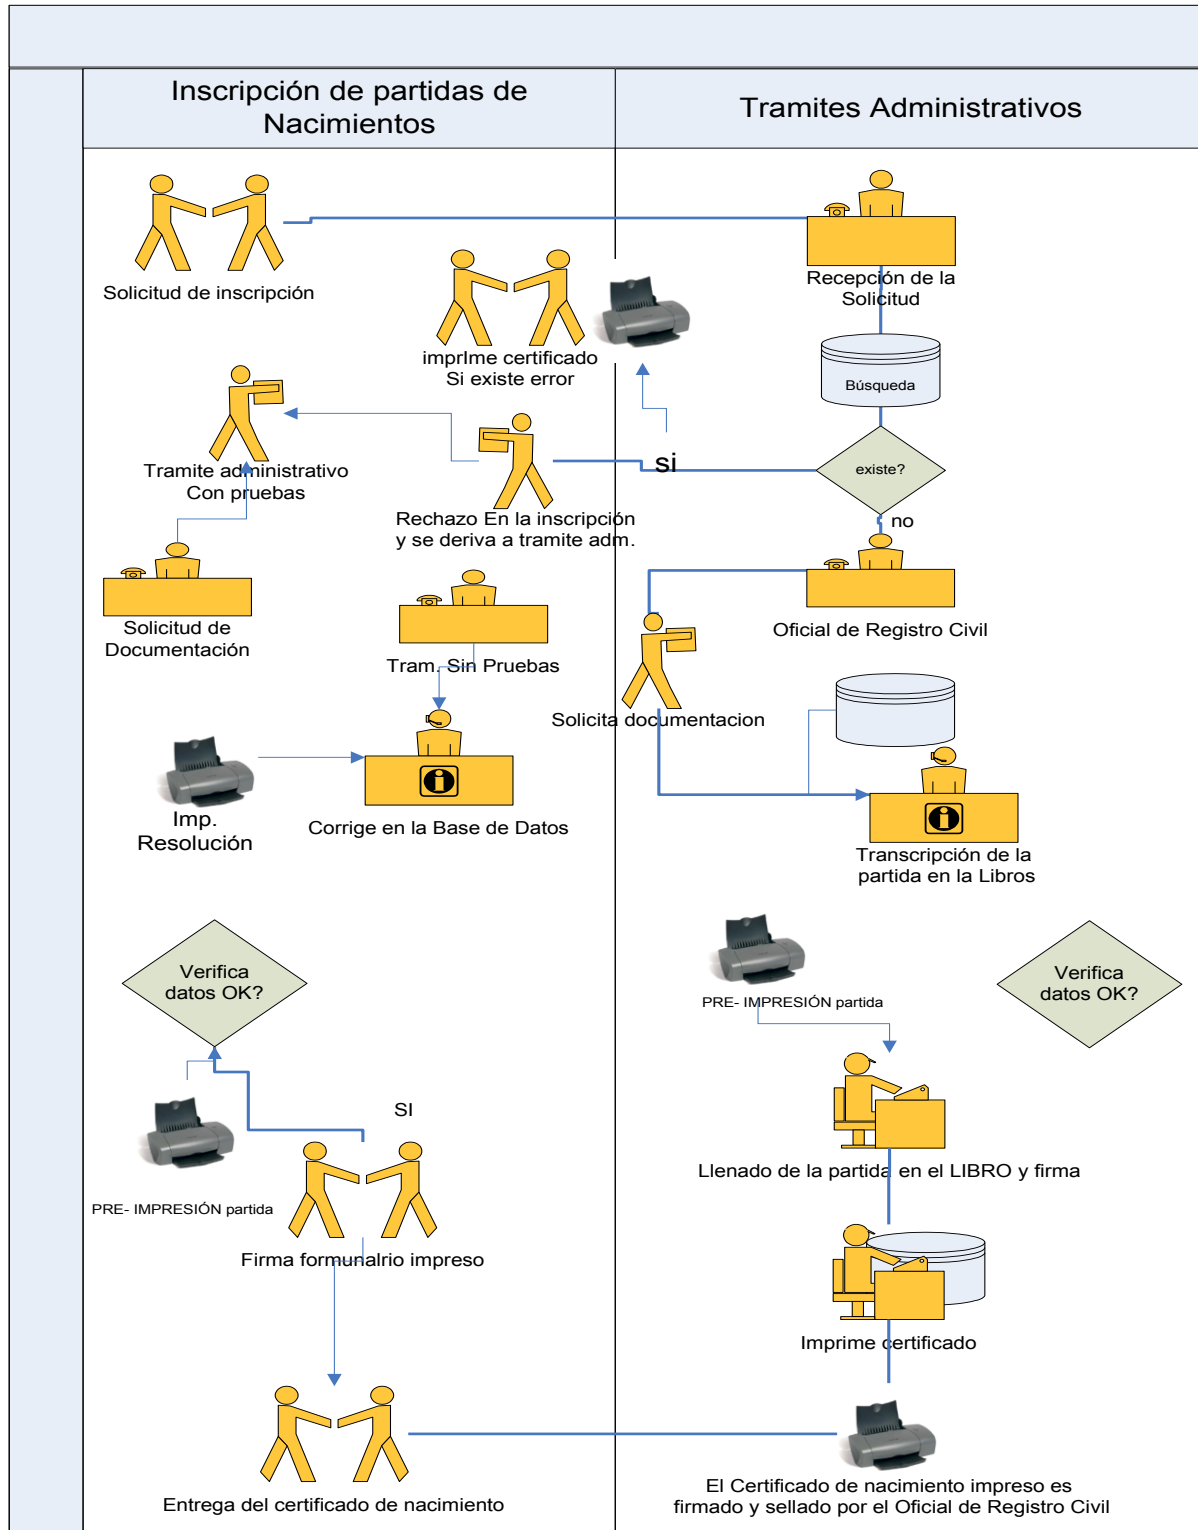 Inscripción de partidas de
Nacimientos
Tramites Administrativos
Solicitud de inscripción
Recepción de la
Solicitud
imprIme certificado
Si existe error
Búsqueda
existe?
si
no
Tramite administrativo
Con pruebas
Rechazo En la inscripción
y se deriva a tramite adm.
Solicitud de
Documentación
Tram. Sin Pruebas
Oficial de Registro Civil
Solicita documentacion
Imp.
Resolución
Corrige en la Base de Datos
Transcripción de la
partida en la Libros
Verifica
datos OK?
PRE- IMPRESIÓN partida
Verifica
datos OK?
SI
PRE- IMPRESIÓN partida
Firma formunalrio impreso
Llenado de la partida en el LIBRO y firma
Imprime certificado
Entrega del certificado de nacimiento
El Certificado de nacimiento impreso es
firmado y sellado por el Oficial de Registro Civil